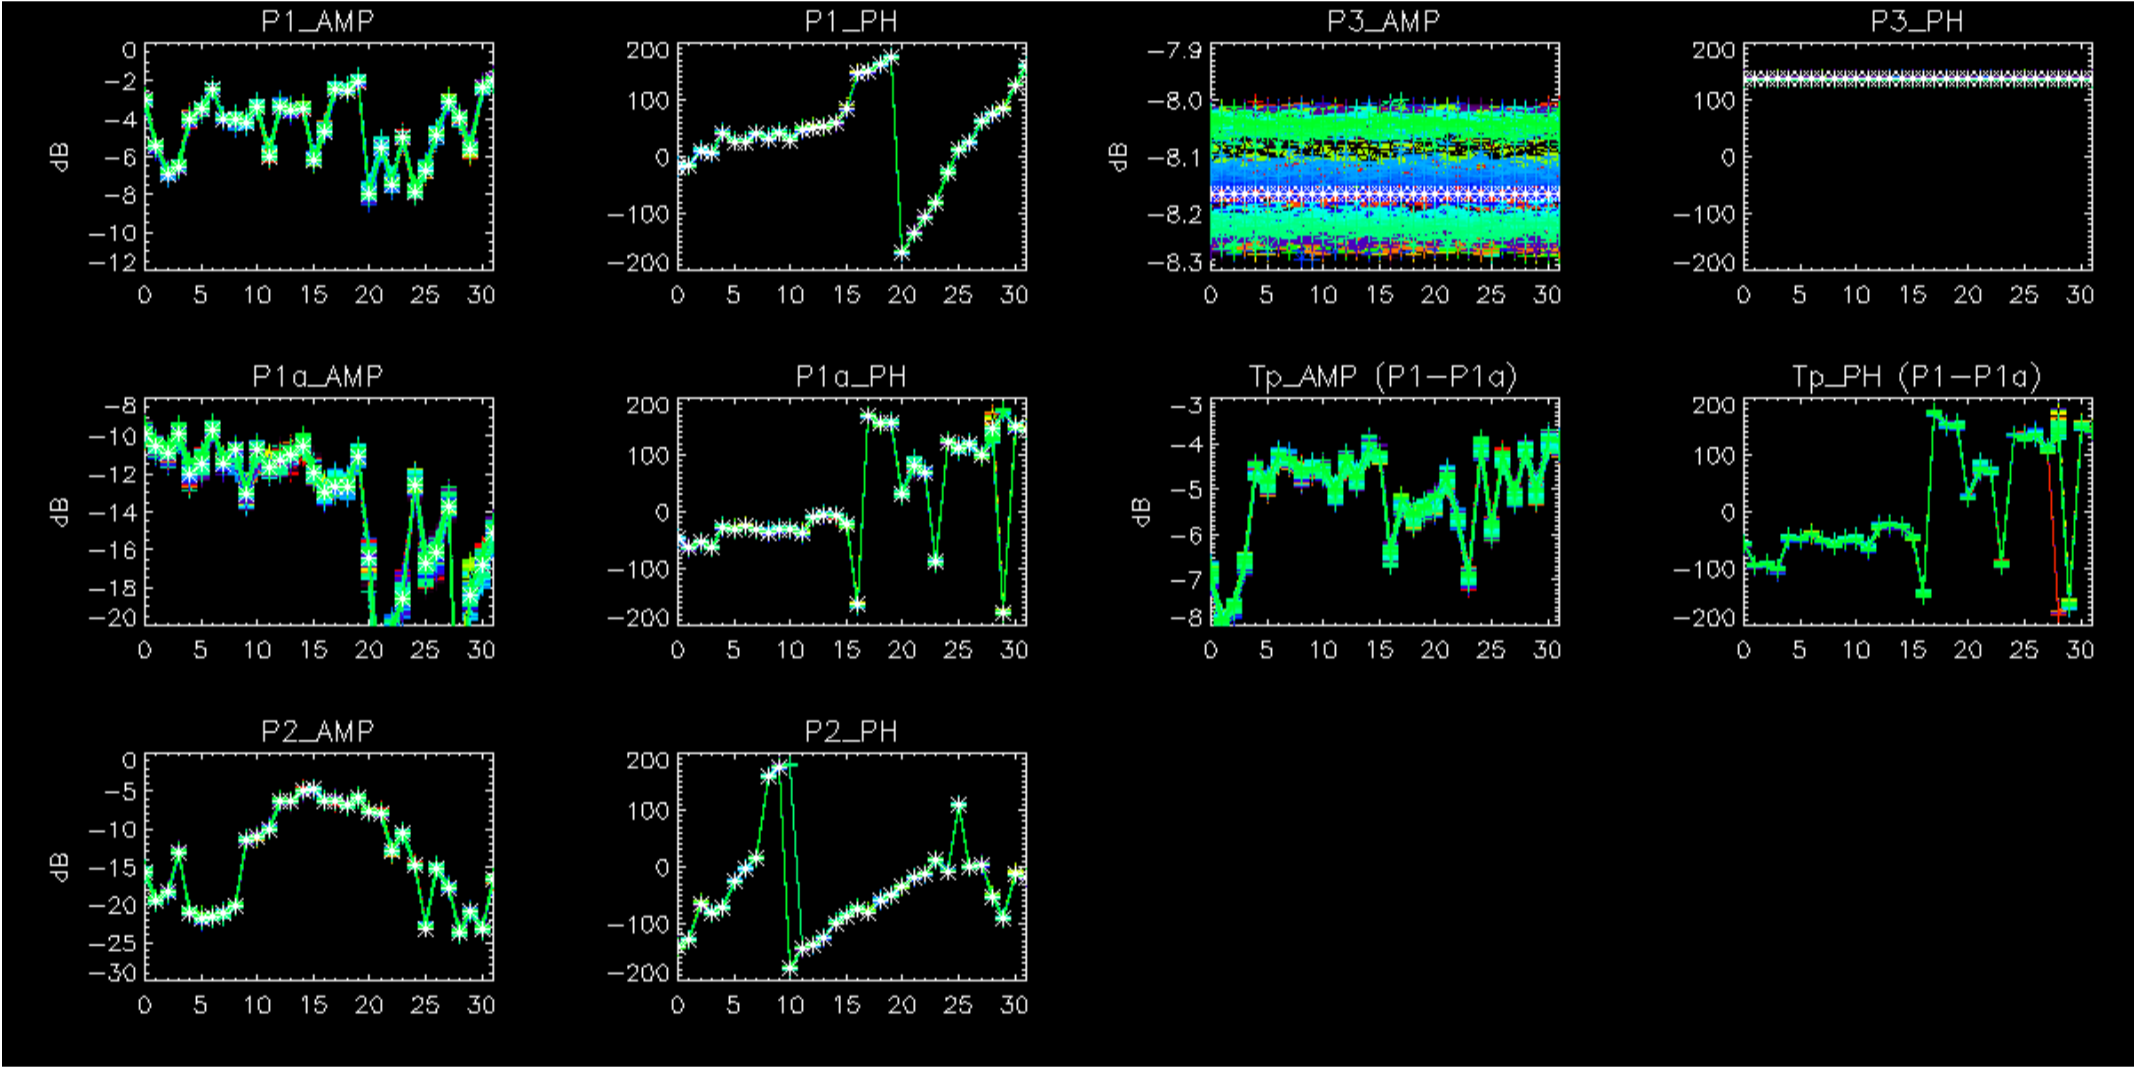 P1_AMP
P1_PH
P3_AMP
P3_PH
0
−2
−4
−6
−8
−10
−12
dB
0 5 10 15 20 25 30
200
100
0
−100
−200
0 5 10 15 20 25 30
−7.9
−8.0
−8.1
−8.2
−8.3
dB
0 5 10 15 20 25 30
200
100
0
−100
−200
0 5 10 15 20 25 30
P1a_AMP
P1a_PH
Tp_AMP (P1−P1a)
Tp_PH (P1−P1a)
−8
−10
−12
−14
−16
−18
−20
dB
0 5 10 15 20 25 30
200
100
0
−100
−200
0 5 10 15 20 25 30
−3
−4
−5
−6
−7
−8
dB
0 5 10 15 20 25 30
200
100
0
−100
−200
0 5 10 15 20 25 30
P2_AMP
P2_PH
0
−5
−10
−15
−20
−25
−30
dB
0 5 10 15 20 25 30
200
100
0
−100
−200
0 5 10 15 20 25 30